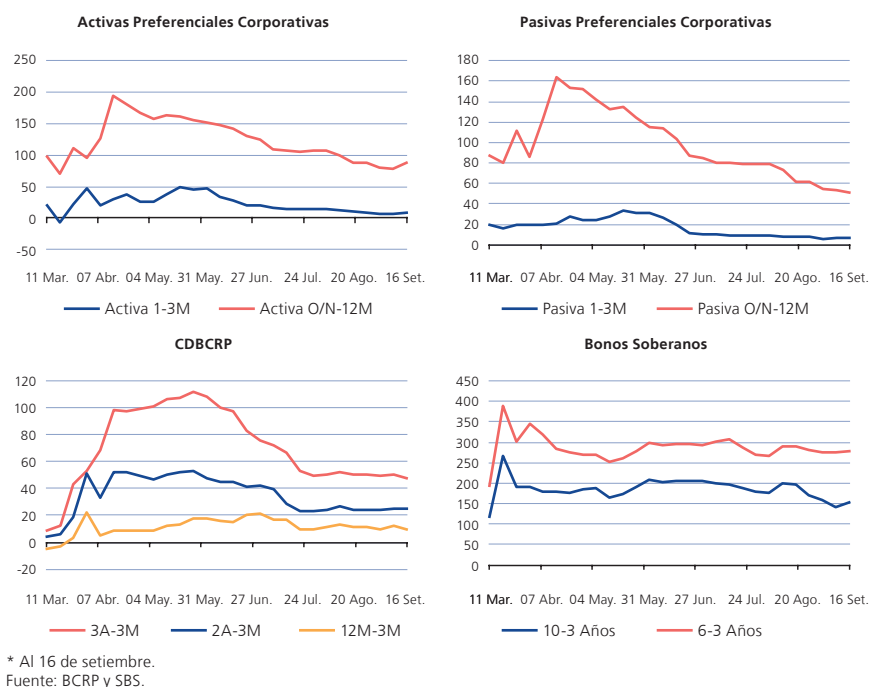 Activas Preferenciales Corporativas
250
200
150
100
50
0
-50
11 Mar. 07 Abr. 04 May. 31 May. 27 Jun. 24 Jul. 20 Ago. 16 Set.
Activa 1-3M Activa O/N-12M
Pasivas Preferenciales Corporativas
180
160
140
120
100
80
60
40
20
0
11 Mar. 07 Abr. 04 May. 31 May. 27 Jun. 24 Jul. 20 Ago. 16 Set.
Pasiva 1-3M Pasiva O/N-12M
CDBCRP
120
100
80
60
40
20
0
-20
11 Mar. 07 Abr. 04 May. 31 May. 27 Jun. 24 Jul. 20 Ago. 16 Set.
3A-3M 2A-3M 12M-3M
Bonos Soberanos
450
400
350
300
250
200
150
100
50
0
11 Mar. 07 Abr. 04 May. 31 May. 27 Jun. 24 Jul. 20 Ago. 16 Set.
10-3 Años 6-3 Años
* Al 16 de setiembre.
Fuente: BCRP y SBS.